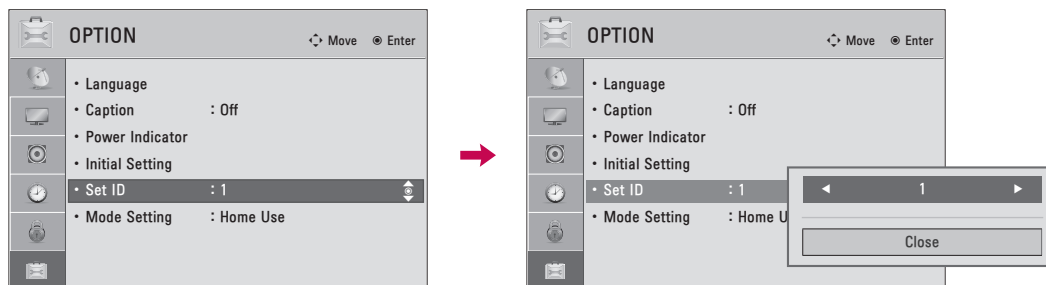 OPTION
Move Enter
• Language
• Caption : Off
• Power Indicator
• Initial Setting
• Set ID : 1
• Mode Setting : Home Use
OPTION
Move Enter
• Language
• Caption : Off
• Power Indicator
• Initial Setting
• Set ID : 1
• Mode Setting : Home U
◀ 1 ▶
Close